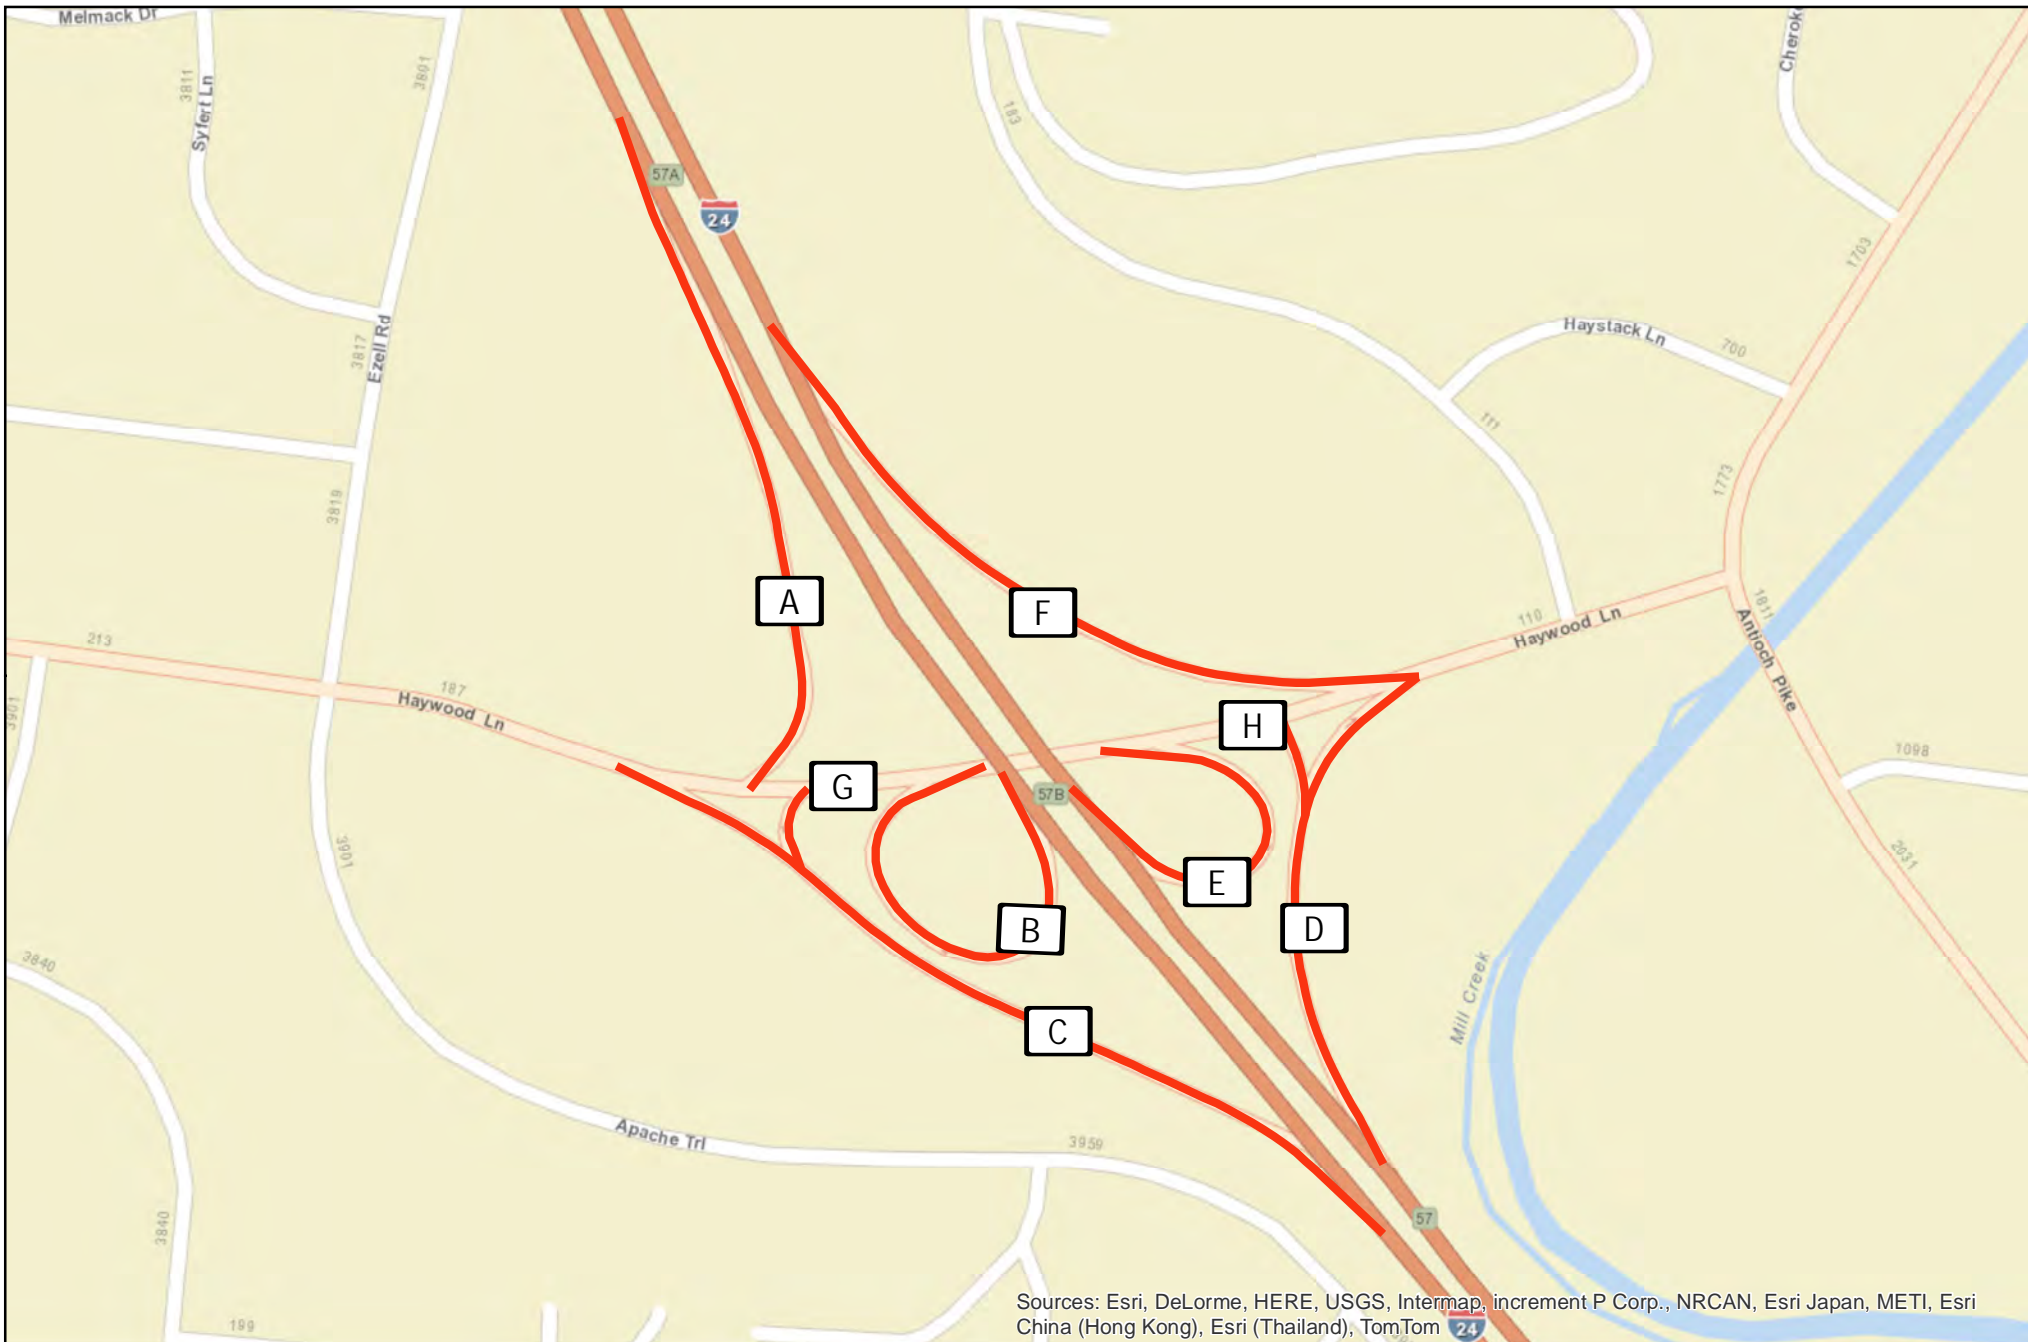 Melmack Dr
3811
Syfert Ln
3801
183
Cherok
57A
24
1703
3817
Ezell Rd
Haystack Ln
700
111
1773
3819
A
F
110
Haywood Ln
1811
Antioch Pike
213
187
Haywood Ln
3901
H
G
57B
1098
3901
E
2031
B
D
3840
Mill Creek
C
Apache Trl
3959
3840
57
199
Sources: Esri, DeLorme, HERE, USGS, Intermap, increment P Corp., NRCAN, Esri Japan, METI, Esri
China (Hong Kong), Esri (Thailand), TomTom
24